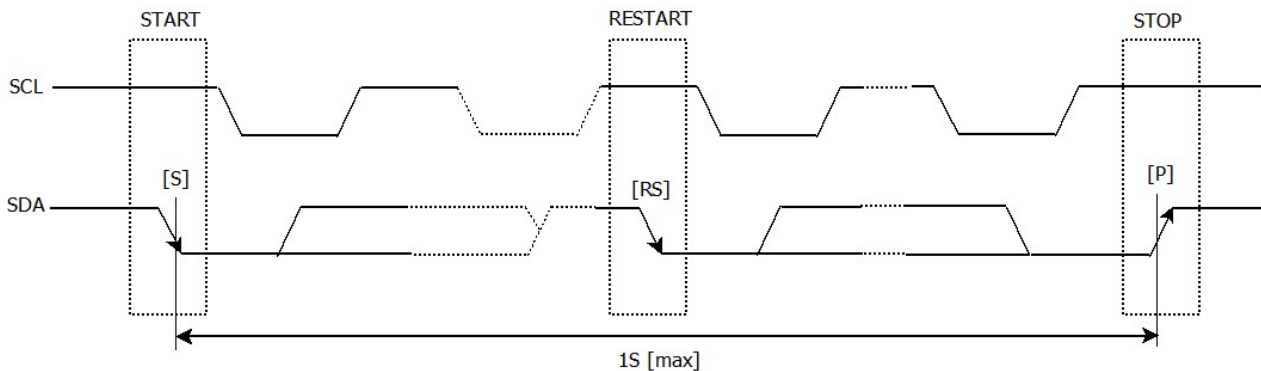 START
RESTART
STOP
SCL
[S]
[RS]
[P]
SDA
1S [max]